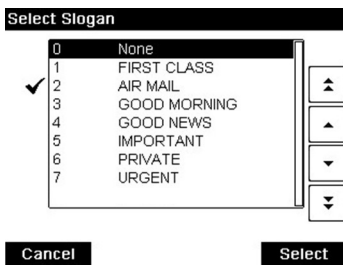 Select Slogan
0 None
1 FIRST CLASS
2 AIR MAIL
3 GOOD MORNING
4 GOOD NEWS
5 IMPORTANT
6 PRIVATE
7 URGENT
Cancel Select